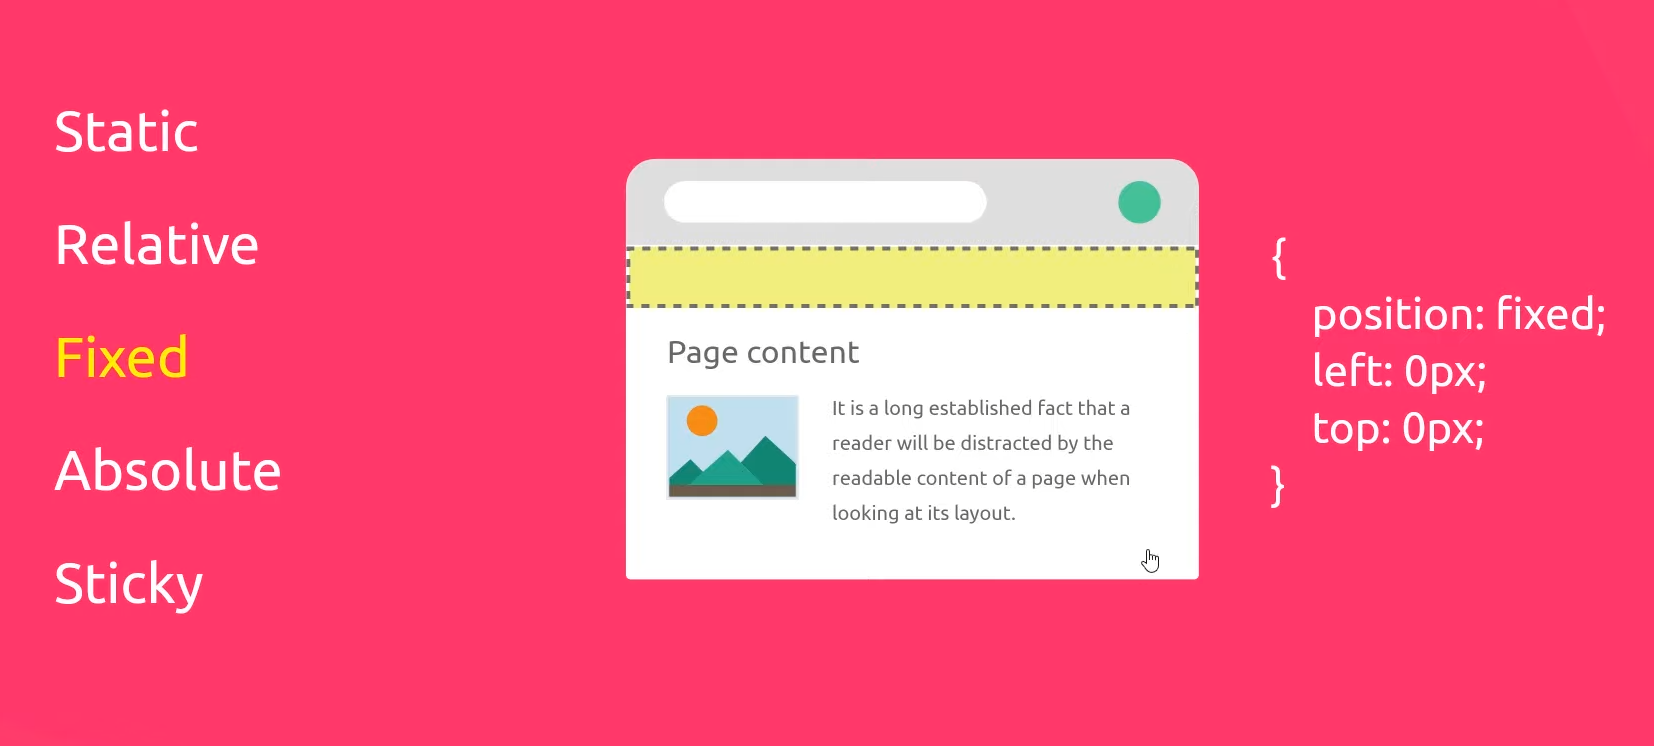 Static
Relative
Fixed
Absolute
Sticky
Page content
It is a long established fact that a
reader will be distracted by the
readable content of a page when
looking at its layout.
{
position: fixed;
left: 0px;
top: 0px;
}